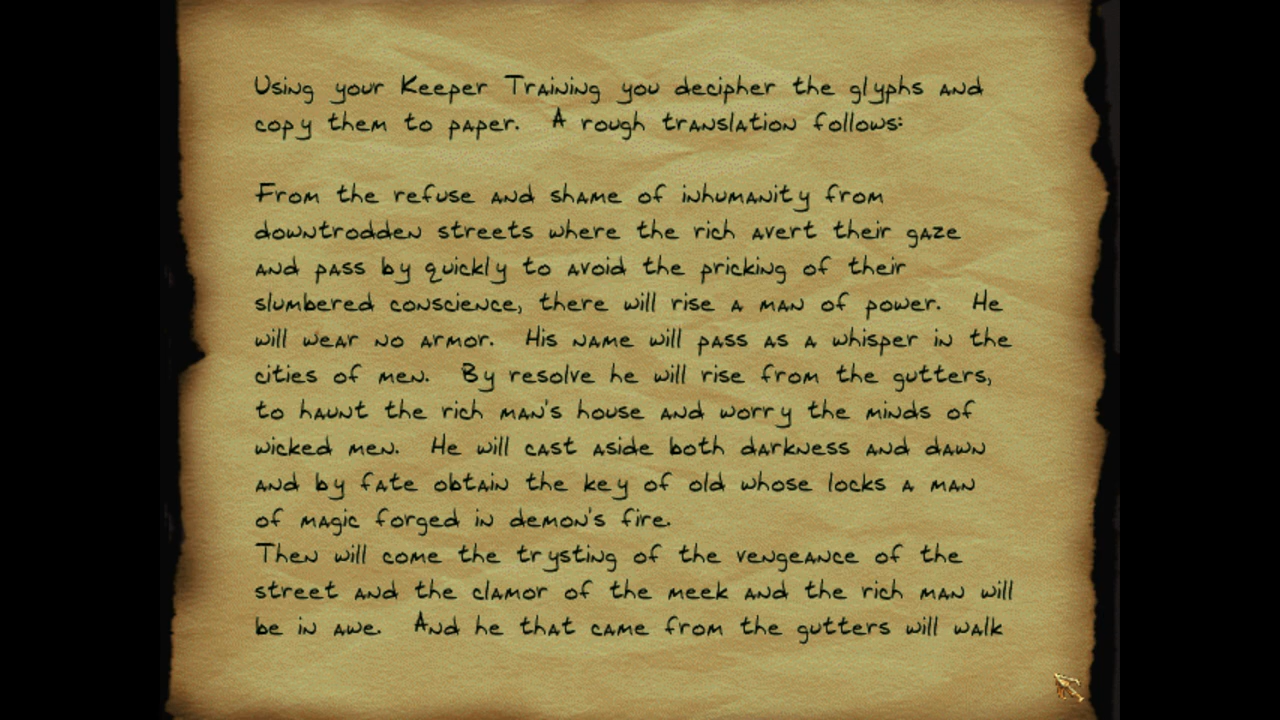 Using your Keeper Training you decipher the glyphs and
copy them to paper.  A rough translation follows:
From the refuse and shame of inhumanity from
downtrodden streets where the rich avert their gaze
and pass by quickly to avoid the pricking of their
slumbered conscience, there will rise a man of power.  He
will wear no armor.  His name will pass as a whisper in the
cities of men.  By resolve he will rise from the gutters,
to haunt the rich man's house and worry the minds of
wicked men.  He will cast aside both darkness and dawn
and by fate obtain the key of old whose locks a man
of magic forged in demon's fire.
Then will come the trysting of the vengeance of the
street and the clamor of the meek and the rich man will
be in awe.  And he that came from the gutters will walk